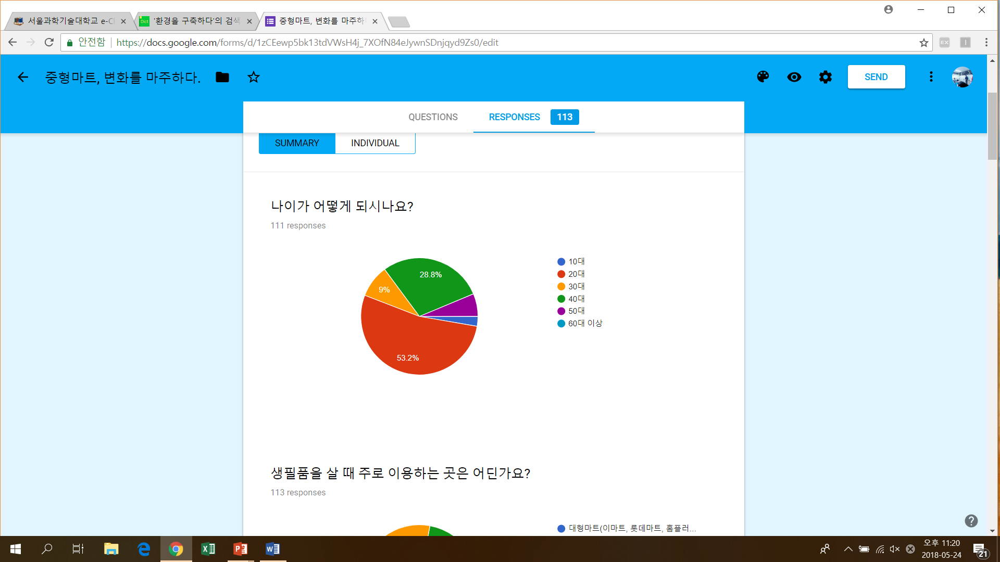 서울과학기술대학교 e-Cl
Dict
'환경을 구축하다'의 검색
중형마트, 변화를 마주하
안전함
https://docs.google.com/forms/d/1zCEewp5bk13tdVWsH4j_7XOfN84eJywnSDnjqyd9Zs0/edit
EX
중형마트, 변화를 마주하다.
SEND
QUESTIONS
RESPONSES
113
SUMMARY
INDIVIDUAL
나이가 어떻게 되시나요?
111 responses
28.8%
9%
53.2%
10대
20대
30대
40대
50대
60대 이상
생필품을 살 때 주로 이용하는 곳은 어딘가요?
113 responses
대형마트(이마트, 롯데마트, 홈플러...
오후 11:20
2018-05-24
21